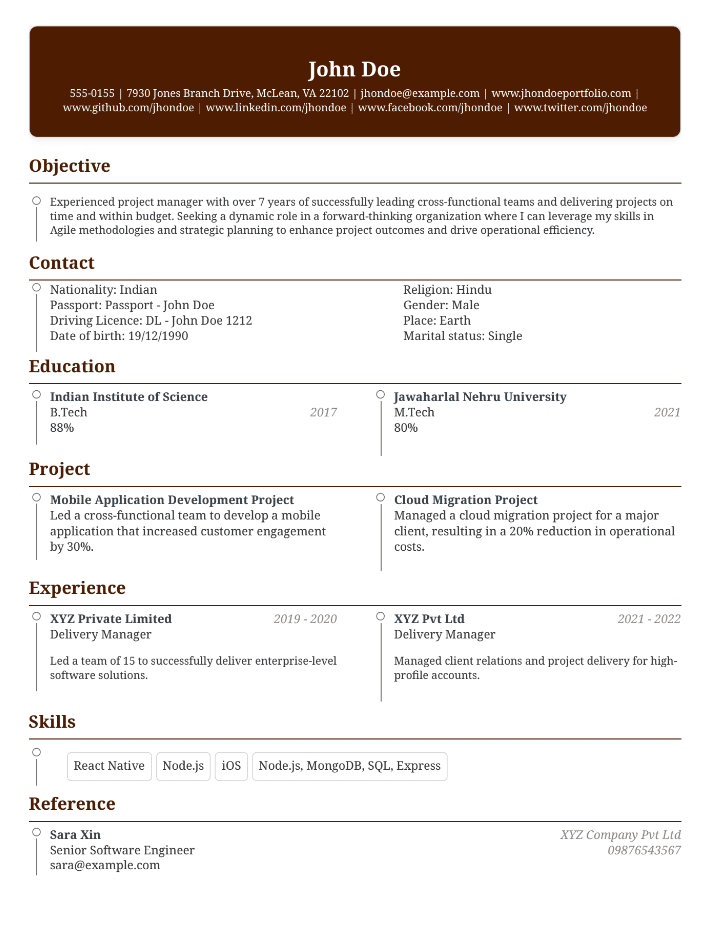 John Doe
555-0155 | 7930 Jones Branch Drive, McLean, VA 22102 | jhondoe@example.com | www.jhondoeportfolio.com |
www.github.com/jhondoe | www.linkedin.com/jhondoe | www.facebook.com/jhondoe | www.twitter.com/jhondoe
Objective
Experienced project manager with over 7 years of successfully leading cross-functional teams and delivering projects on
time and within budget. Seeking a dynamic role in a forward-thinking organization where I can leverage my skills in
Agile methodologies and strategic planning to enhance project outcomes and drive operational efficiency.
Contact
Nationality: Indian
Passport: Passport - John Doe
Driving Licence: DL - John Doe 1212
Date of birth: 19/12/1990
Religion: Hindu
Gender: Male
Place: Earth
Marital status: Single
Education
Indian Institute of Science
B.Tech 2017
88%
Jawaharlal Nehru University
M.Tech 2021
80%
Project
Mobile Application Development Project
Led a cross-functional team to develop a mobile
application that increased customer engagement
by 30%.
Cloud Migration Project
Managed a cloud migration project for a major
client, resulting in a 20% reduction in operational
costs.
Experience
XYZ Private Limited 2019 - 2020
Delivery Manager
Led a team of 15 to successfully deliver enterprise-level
software solutions.
XYZ Pvt Ltd 2021 - 2022
Delivery Manager
Managed client relations and project delivery for high-
profile accounts.
Skills
React Native Node.js iOS Node.js, MongoDB, SQL, Express
Reference
Sara Xin XYZ Company Pvt Ltd
Senior Software Engineer 09876543567
sara@example.com